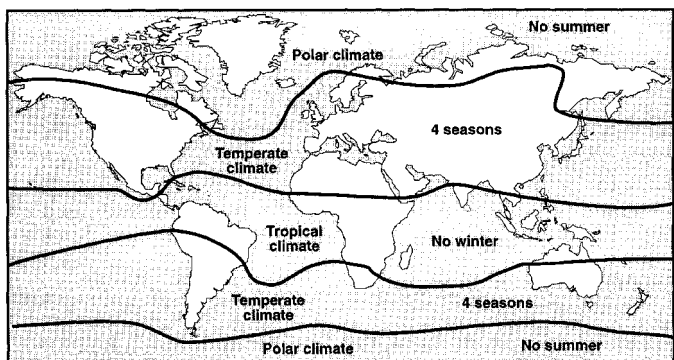 No summer
Polar climate
4 seasons
Temperate
climate
Tropical
climate
No winter
Temperate
climate
4 seasons
Polar climate
No summer